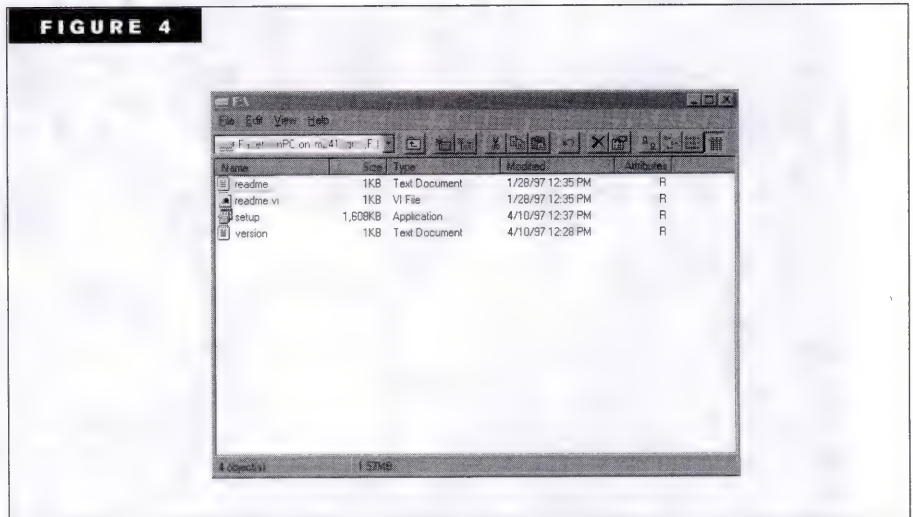 FIGURE 4
F:\
File Edit View Help
Name Size Type Modified Attributes
readme 1KB Text Document 1/28/97 12:35 PM R
readme vi 1KB VI File 1/28/97 12:35 PM R
setup 1,608KB Application 4/10/97 12:37 PM R
version 1KB Text Document 4/10/97 12:28 PM R
4 object(s) 1.57MB